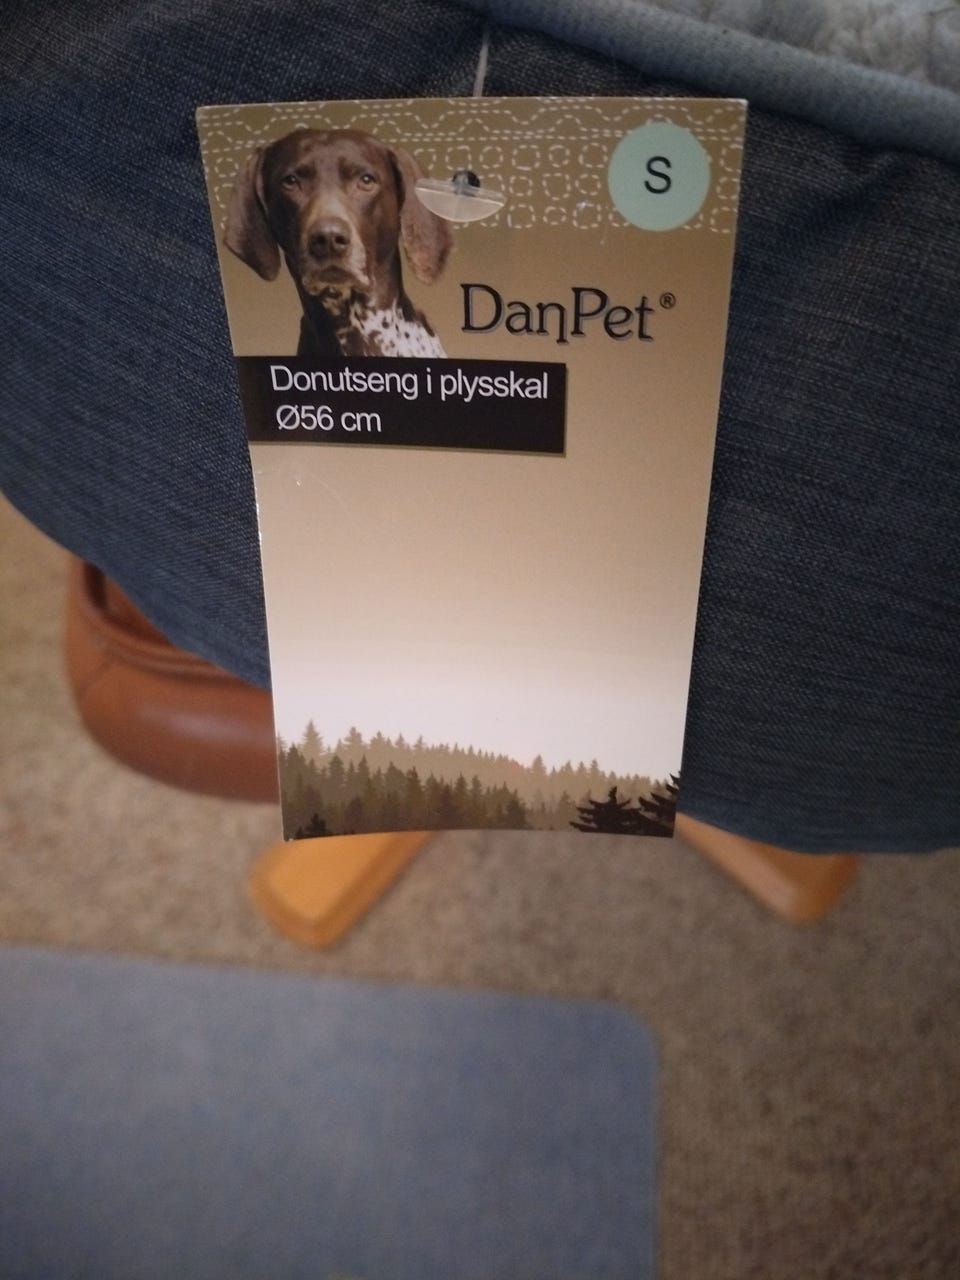 S
DanPet®
Donutseng i plysskal
Ø56 cm